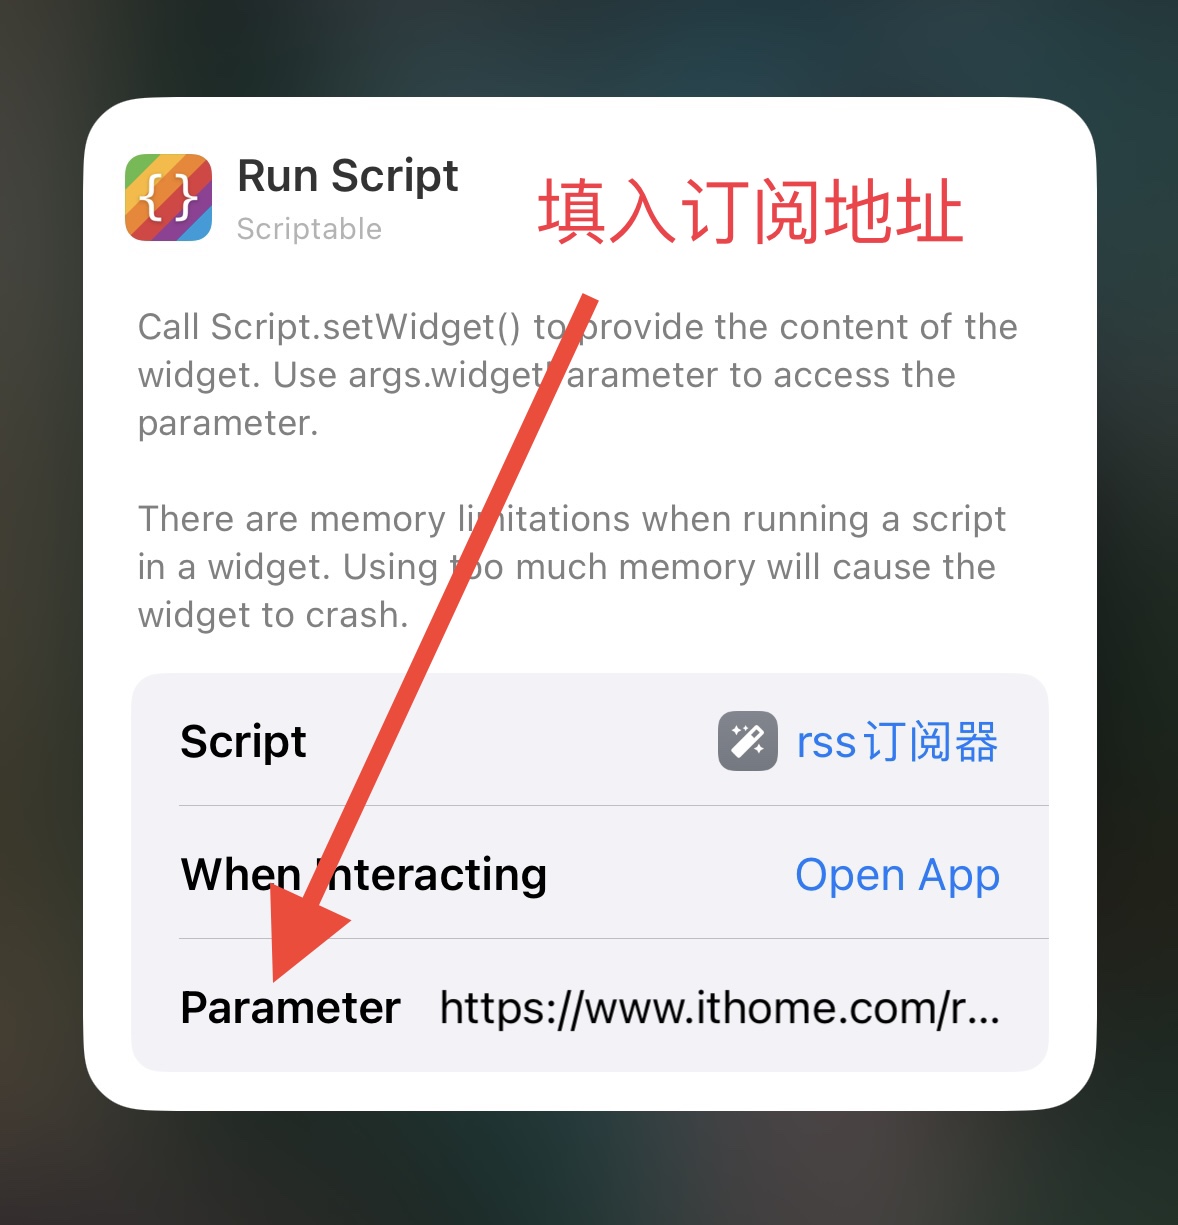 Run Script
Scriptable
填入订阅地址
Call Script.setWidget() to provide the content of the
widget. Use args.widgetParameter to access the
parameter.
There are memory limitations when running a script
in a widget. Using too much memory will cause the
widget to crash.
Script rss订阅器
When Interacting Open App
Parameter https://www.ithome.com/r...